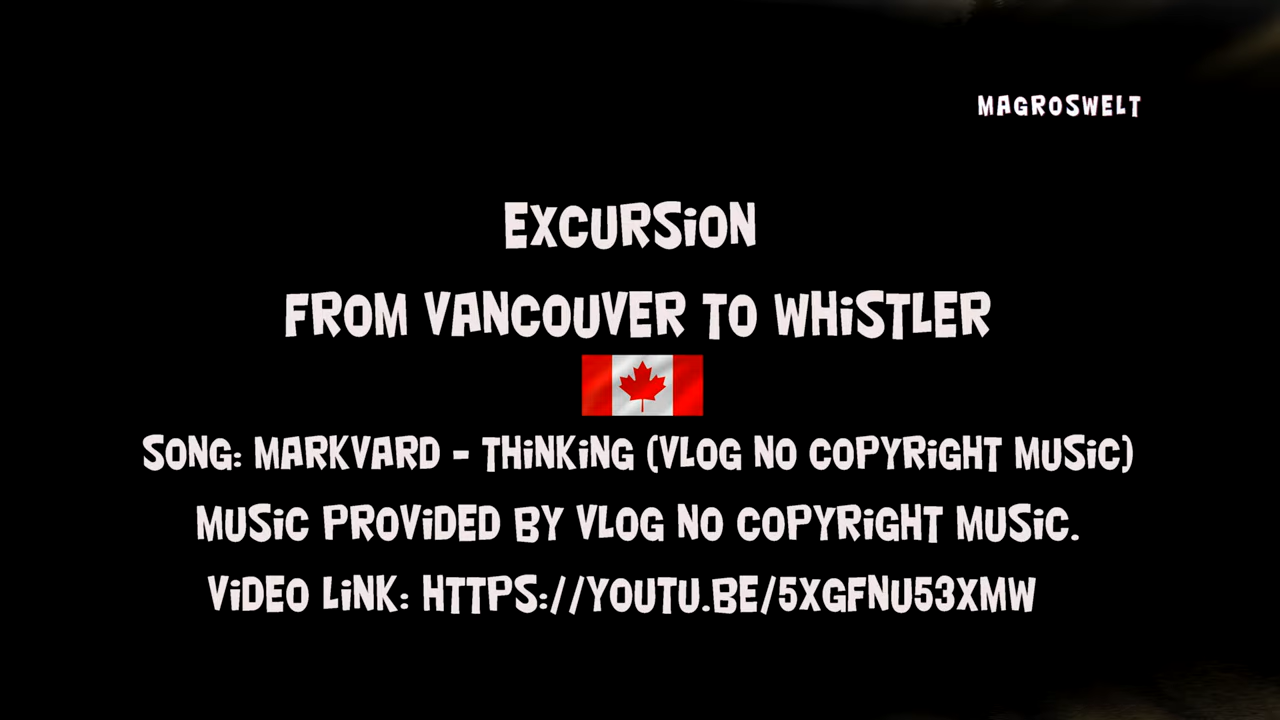 MAGROSWELT
EXCURSiON
FROM VANCOUVER TO WHiSTLER
SONG: MARKVARD - THiNKiNG (VLOG NO COPYRiGHT MUSiC)
MUSiC PROViDED BY VLOG NO COPYRiGHT MUSiC.
ViDEO LiNK: HTTPS://YOUTU.BE/5XGFNU53XMW